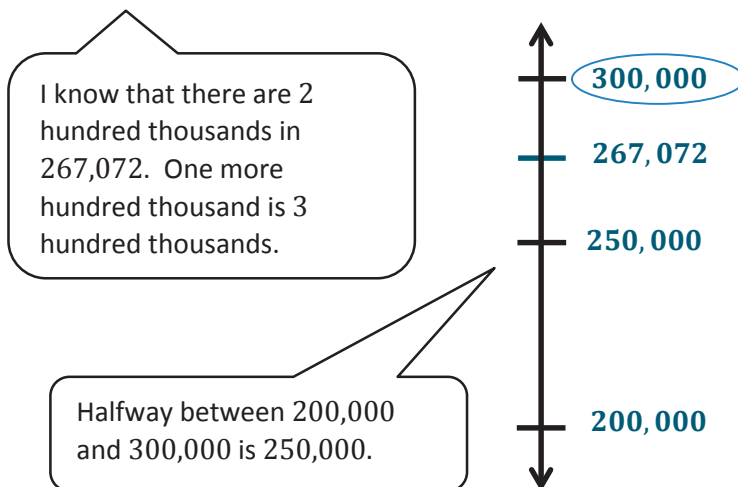 I know that there are 2
hundred thousands in
267,072. One more
hundred thousand is 3
hundred thousands.
300,000
267,072
250,000
200,000
Halfway between 200,000
and 300,000 is 250,000.